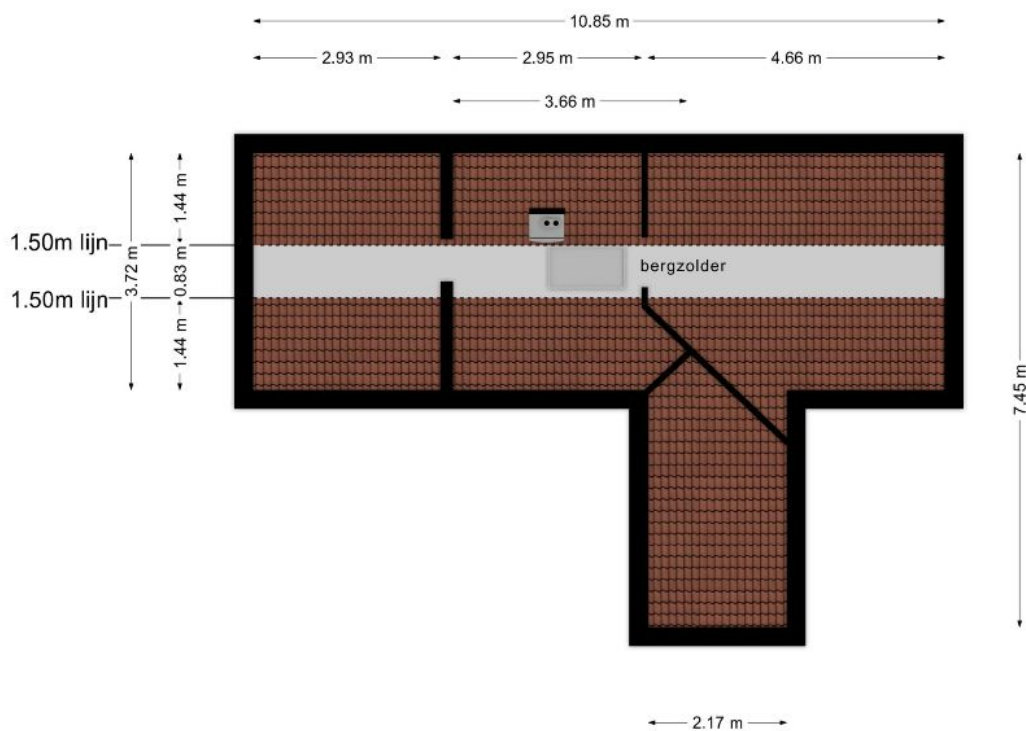 10.85 m
2.93 m
2.95 m
4.66 m
3.66 m
1.44 m
3.72 m
0.83 m
1.44 m
1.50m lijn
1.50m lijn
bergzolder
7.45 m
2.17 m